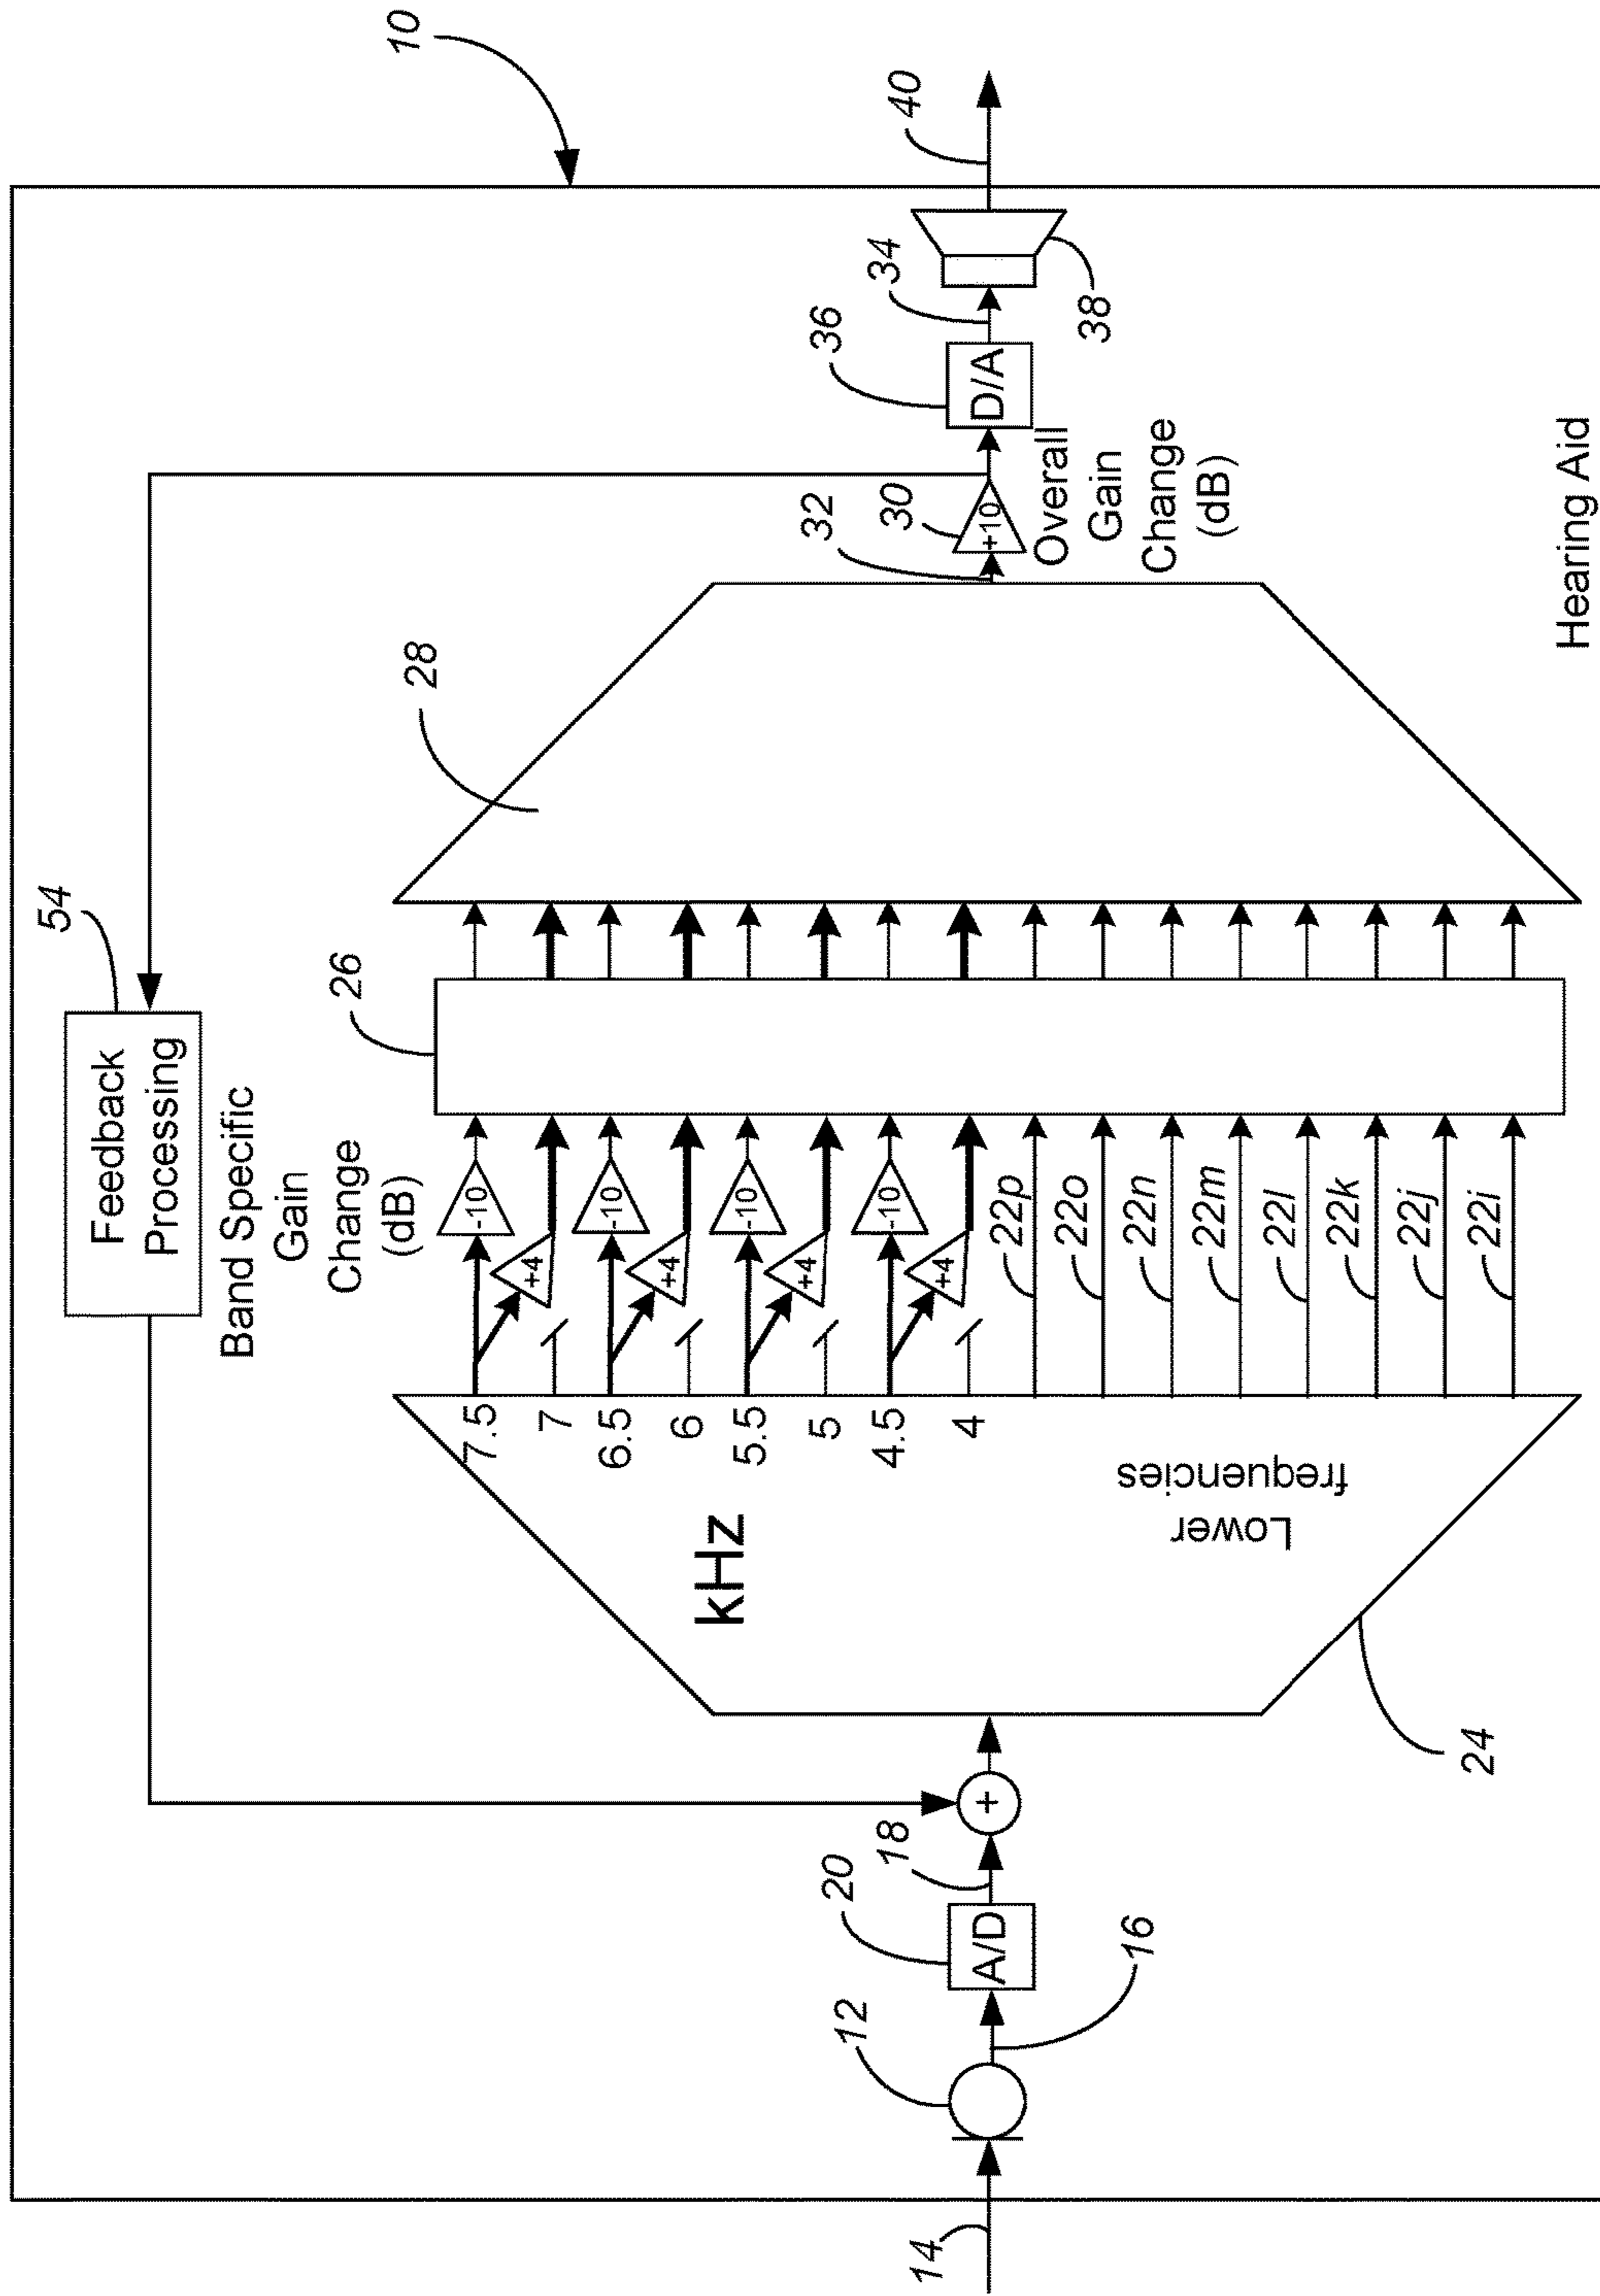 10
54
Feedback
Processing
Band Specific
Gain
Change
(dB)
26
28
7.5
7
6.5
6
5.5
5
4.5
4
kHz
Lower
frequencies
-10
+4
-10
+4
-10
+4
-10
+4
22p
22o
22n
22m
22l
22k
22j
22i
24
14
12
16
20
A/D
18
+
32
30
+10
Overall
Gain
Change
(dB)
36
D/A
34
38
40
Hearing Aid